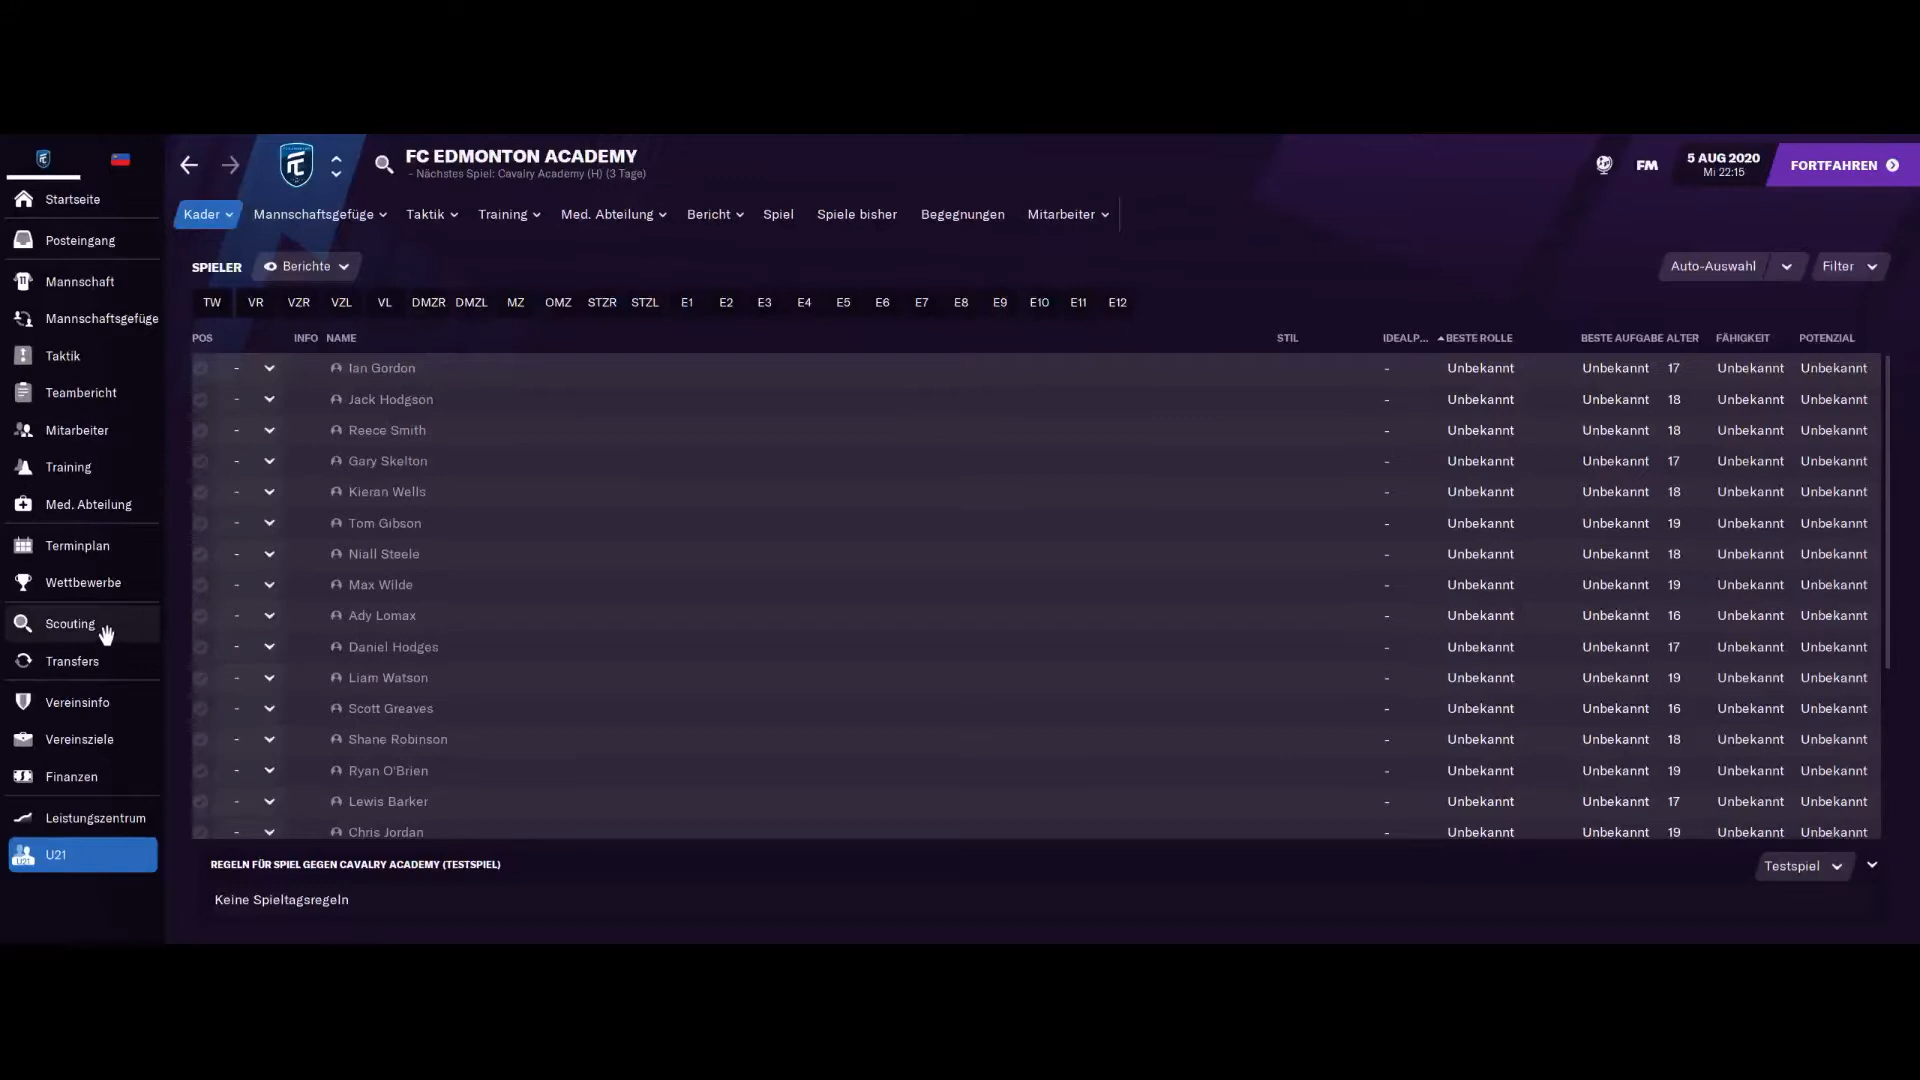 FC EDMONTON ACADEMY
- Nächstes Spiel: Cavalry Academy (H) (3 Tage)
FM
5 AUG 2020
Mi 22:15
FORTFAHREN
Startseite
Posteingang
Mannschaft
Mannschaftsgefüge
Taktik
Teambericht
Mitarbeiter
Training
Med. Abteilung
Terminplan
Wettbewerbe
Scouting
Transfers
Vereinsinfo
Vereinsziele
Finanzen
Leistungszentrum
U21
Kader Mannschaftsgefüge Taktik Training Med. Abteilung Bericht Spiel Spiele bisher Begegnungen Mitarbeiter
SPIELER Berichte Auto-Auswahl Filter
TW VR VZR VZL VL DMZR DMZL MZ OMZ STZR STZL E1 E2 E3 E4 E5 E6 E7 E8 E9 E10 E11 E12
POS INFO NAME STIL IDEALP... BESTE ROLLE BESTE AUFGABE ALTER FÄHIGKEIT POTENZIAL
- Ian Gordon - Unbekannt Unbekannt 17 Unbekannt Unbekannt
- Jack Hodgson - Unbekannt Unbekannt 18 Unbekannt Unbekannt
- Reece Smith - Unbekannt Unbekannt 18 Unbekannt Unbekannt
- Gary Skelton - Unbekannt Unbekannt 17 Unbekannt Unbekannt
- Kieran Wells - Unbekannt Unbekannt 18 Unbekannt Unbekannt
- Tom Gibson - Unbekannt Unbekannt 19 Unbekannt Unbekannt
- Niall Steele - Unbekannt Unbekannt 18 Unbekannt Unbekannt
- Max Wilde - Unbekannt Unbekannt 19 Unbekannt Unbekannt
- Ady Lomax - Unbekannt Unbekannt 16 Unbekannt Unbekannt
- Daniel Hodges - Unbekannt Unbekannt 17 Unbekannt Unbekannt
- Liam Watson - Unbekannt Unbekannt 19 Unbekannt Unbekannt
- Scott Greaves - Unbekannt Unbekannt 16 Unbekannt Unbekannt
- Shane Robinson - Unbekannt Unbekannt 18 Unbekannt Unbekannt
- Ryan O'Brien - Unbekannt Unbekannt 19 Unbekannt Unbekannt
- Lewis Barker - Unbekannt Unbekannt 17 Unbekannt Unbekannt
- Chris Jordan - Unbekannt Unbekannt 19 Unbekannt Unbekannt
REGELN FÜR SPIEL GEGEN CAVALRY ACADEMY (TESTSPIEL) Testspiel
Keine Spieltagsregeln